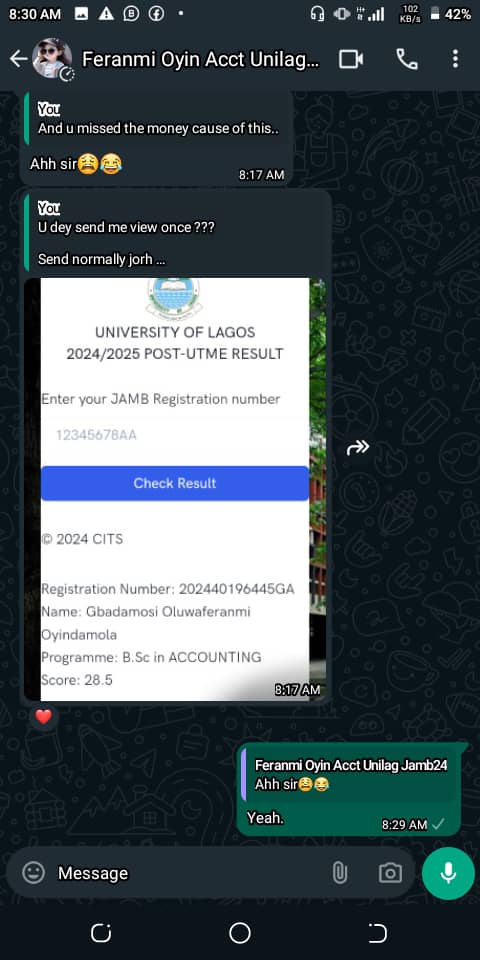 8:30 AM
102 KB/s
42%
Feranmi Oyin Acct Unilag...
You
And u missed the money cause of this..
Ahh sir😩😂
8:17 AM
You
U dey send me view once ???
Send normally jorh ...
UNIVERSITY OF LAGOS
2024/2025 POST-UTME RESULT
Enter your JAMB Registration number
12345678AA
Check Result
© 2024 CITS
Registration Number: 202440196445GA
Name: Gbadamosi Oluwaferanmi
Oyindamola
Programme: B.Sc in ACCOUNTING
Score: 28.5
8:17 AM
❤️
Feranmi Oyin Acct Unilag Jamb24
Ahh sir😩😂
Yeah.
8:29 AM
Message